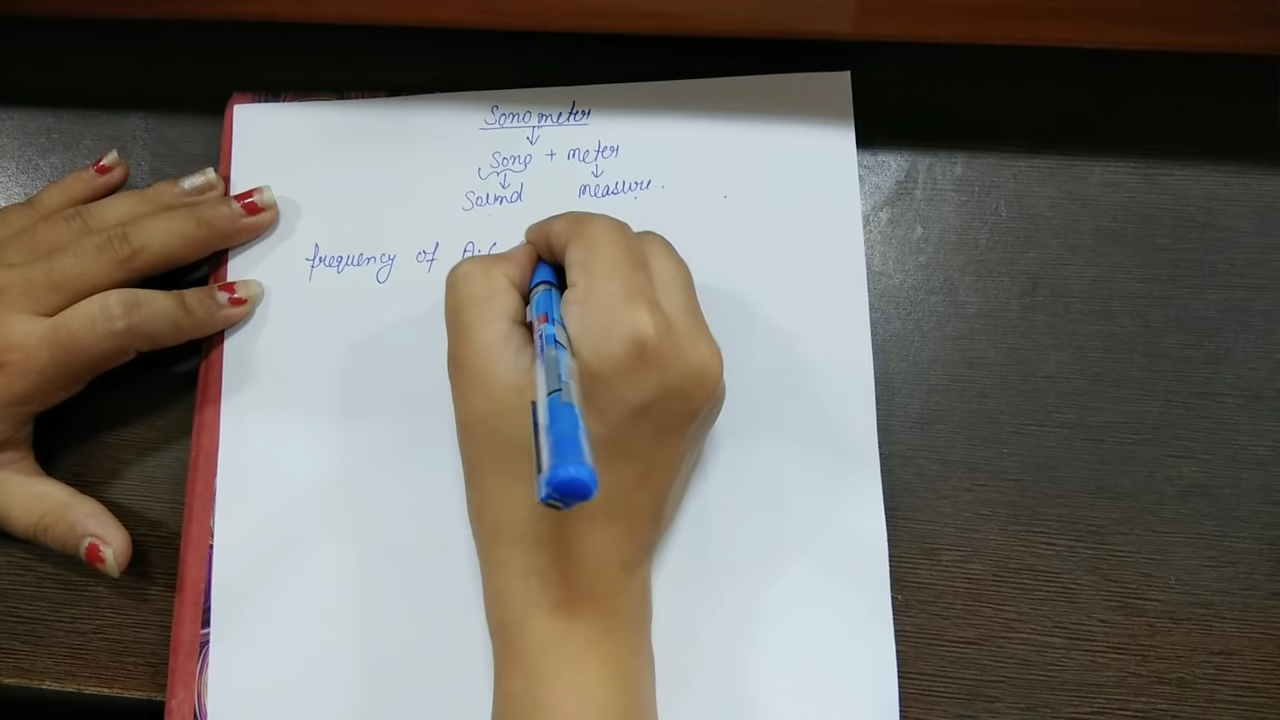 Sonometer
Sono + meter
Sound measure.
frequency of A.C